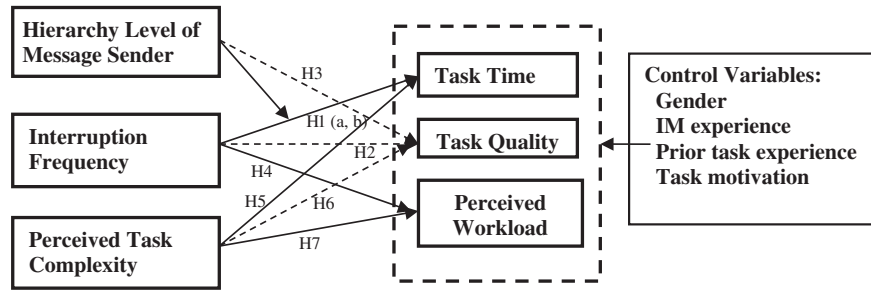 Hierarchy Level of
Message Sender
Interruption
Frequency
Perceived Task
Complexity
H3
H1 (a, b)
H2
H4
H5
H6
H7
Task Time
Task Quality
Perceived
Workload
Control Variables:
Gender
IM experience
Prior task experience
Task motivation